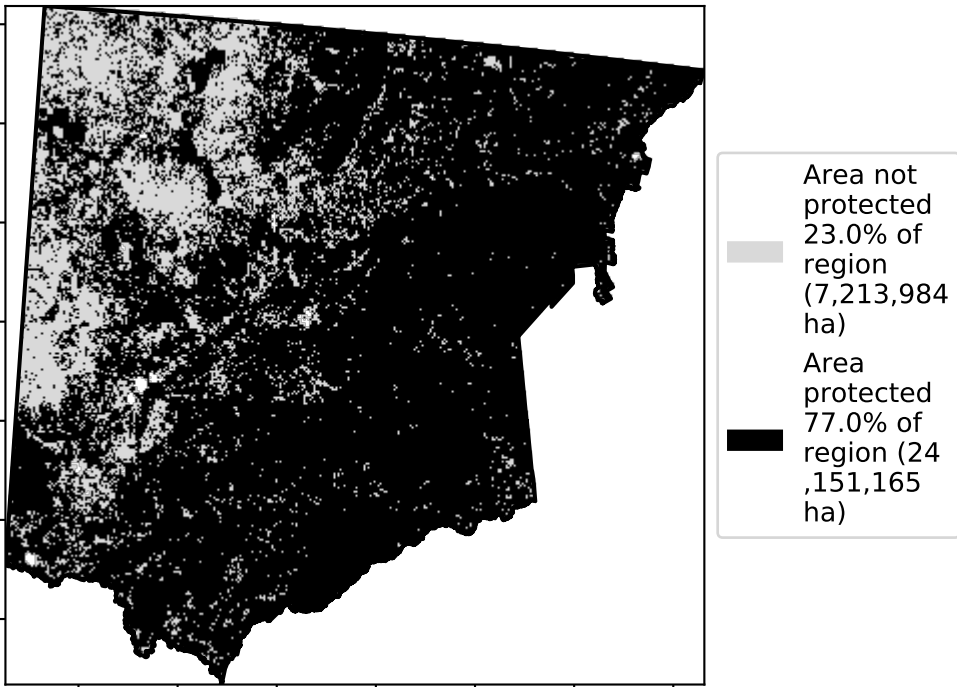 Area not
protected
23.0% of
region
(7,213,984
ha)
Area
protected
77.0% of
region (24
,151,165
ha)